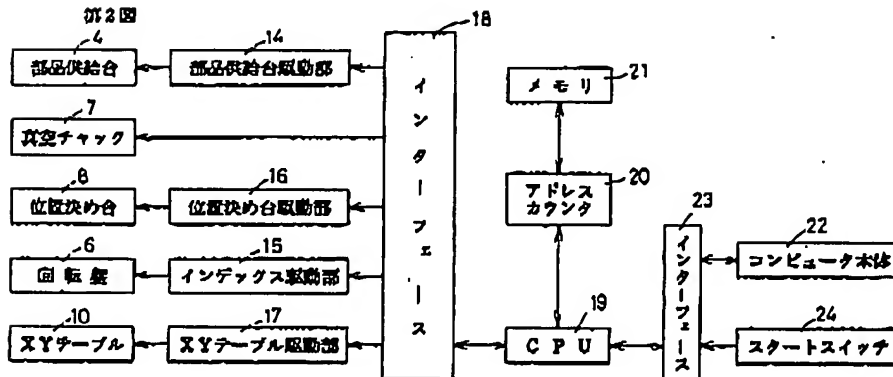 第2図
4
部品供給台
14
部品供給台駆動部
7
真空チャック
8
位置決め台
16
位置決め台駆動部
6
回転盤
15
インデックス駆動部
10
XYテーブル
17
XYテーブル駆動部
18
インターフェース
21
メモリ
20
アドレス
カウンタ
19
CPU
23
インターフェース
22
コンピュータ本体
24
スタートスイッチ